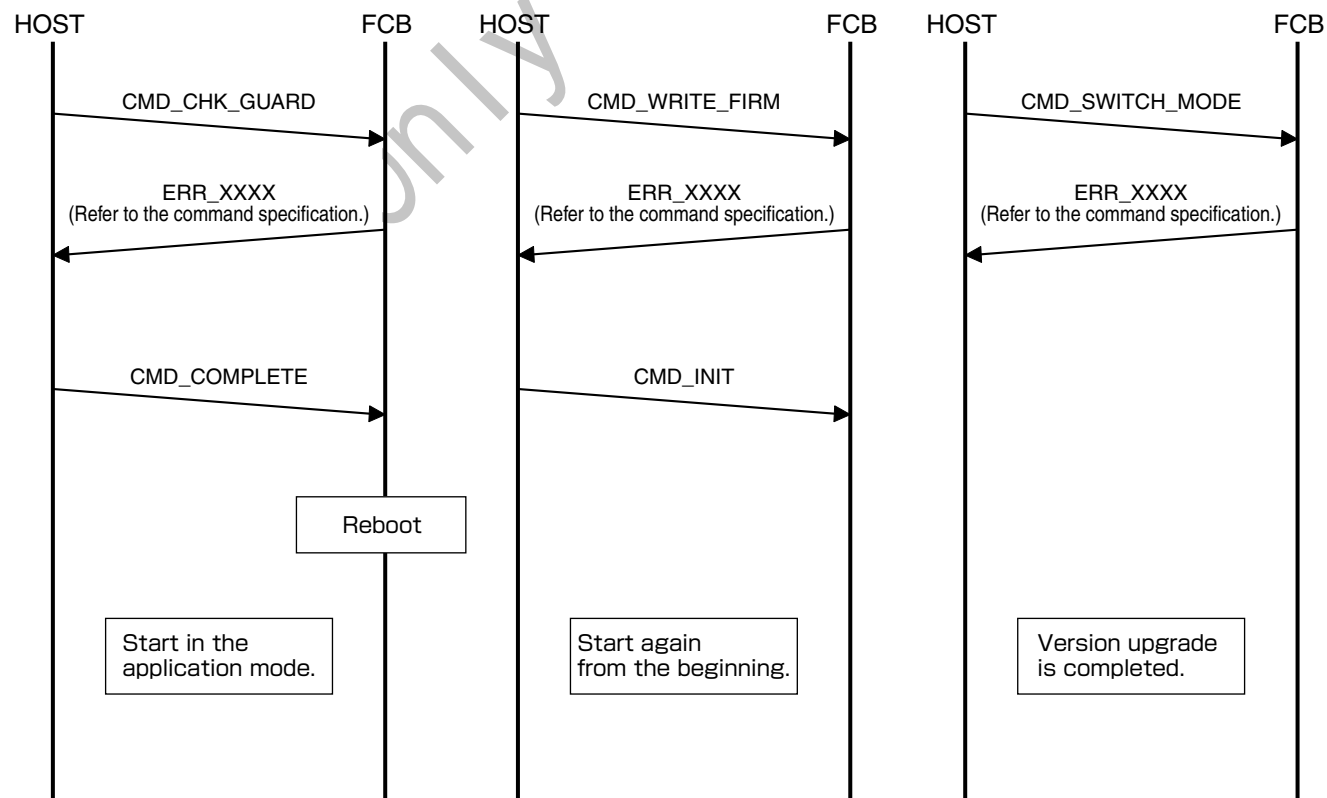 HOST FCB
CMD_CHK_GUARD
ERR_XXXX
(Refer to the command specification.)
CMD_COMPLETE
Reboot
Start in the
application mode.
HOST FCB
CMD_WRITE_FIRM
ERR_XXXX
(Refer to the command specification.)
CMD_INIT
Start again
from the beginning.
HOST FCB
CMD_SWITCH_MODE
ERR_XXXX
(Refer to the command specification.)
Version upgrade
is completed.
only